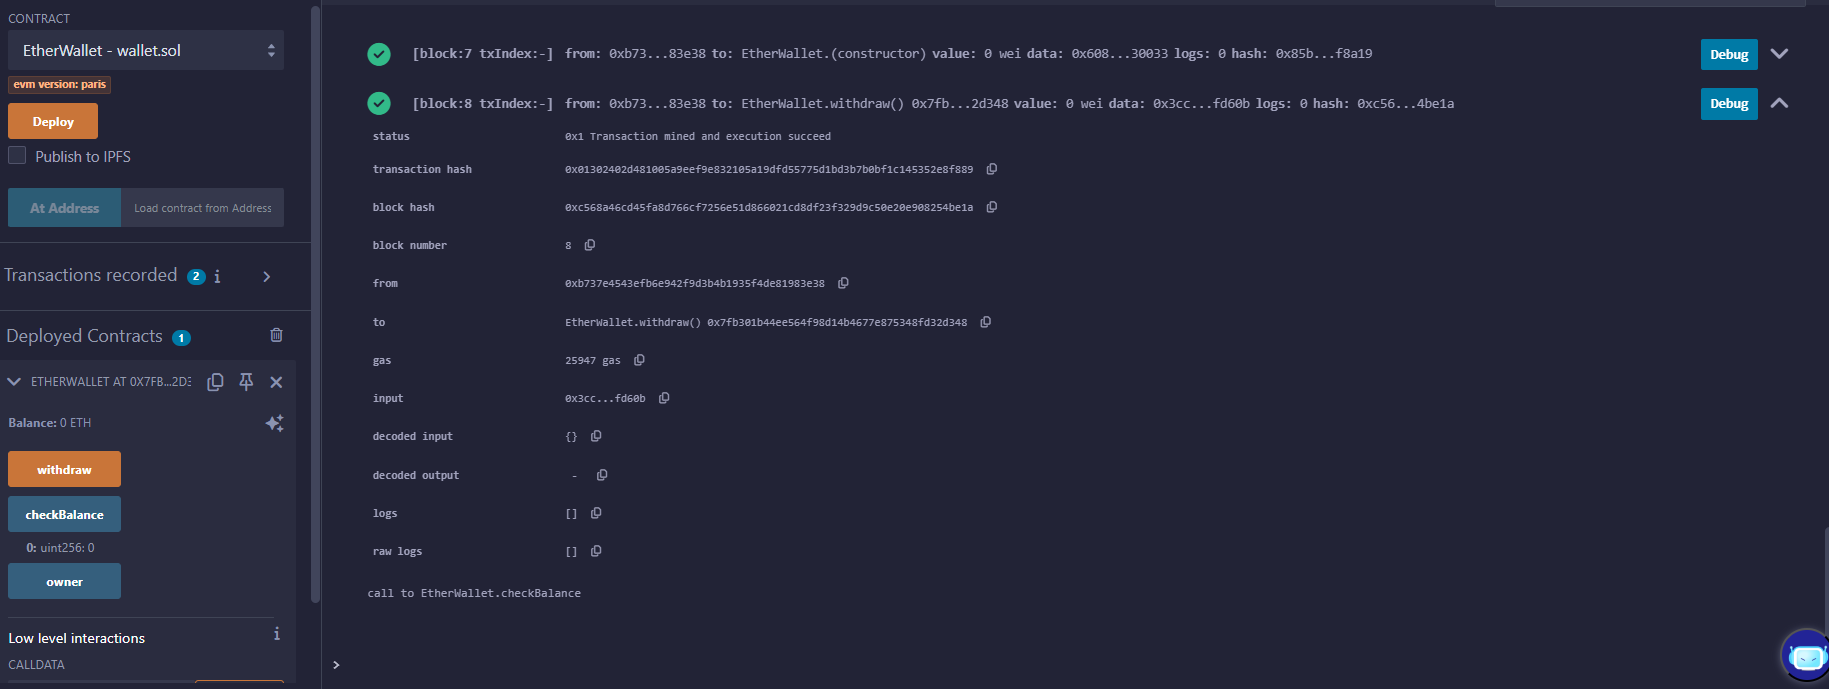 CONTRACT
EtherWallet - wallet.sol
evm version: paris
Deploy
Publish to IPFS
At Address
Load contract from Address
Transactions recorded 2 i
Deployed Contracts 1
ETHERWALLET AT 0X7FB...2D3
Balance: 0 ETH
withdraw
checkBalance
0: uint256: 0
owner
Low level interactions i
CALLDATA
[block:7 txIndex:-] from: 0xb73...83e38 to: EtherWallet.(constructor) value: 0 wei data: 0x608...30033 logs: 0 hash: 0x85b...f8a19
Debug
[block:8 txIndex:-] from: 0xb73...83e38 to: EtherWallet.withdraw() 0x7fb...2d348 value: 0 wei data: 0x3cc...fd60b logs: 0 hash: 0xc56...4be1a
Debug
status 0x1 Transaction mined and execution succeed
transaction hash 0x01302402d481005a9eef9e832105a19dfd55775d1bd3b7b0bf1c145352e8f889
block hash 0xc568a46cd45fa8d766cf7256e51d866021cd8df23f329d9c50e20e908254be1a
block number 8
from 0xb737e4543efb6e942f9d3b4b1935f4de81983e38
to EtherWallet.withdraw() 0x7fb301b44ee564f98d14b4677e875348fd32d348
gas 25947 gas
input 0x3cc...fd60b
decoded input {}
decoded output -
logs []
raw logs []
call to EtherWallet.checkBalance
>